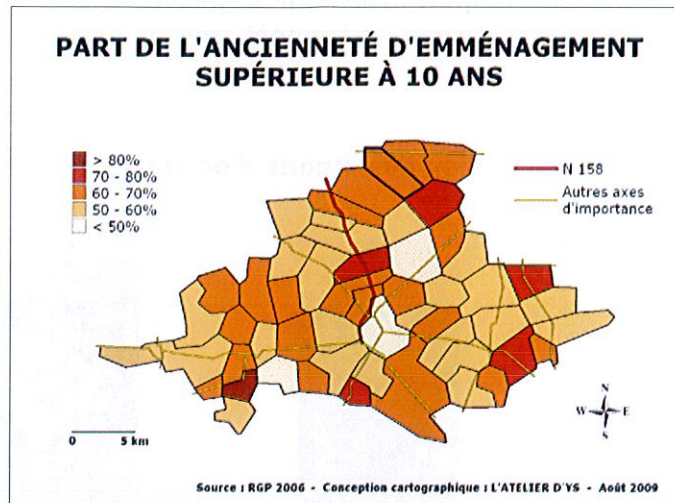 PART DE L'ANCIENNETÉ D'EMMÉNAGEMENT
SUPÉRIEURE À 10 ANS
> 80%
70 - 80%
60 - 70%
50 - 60%
< 50%
N 158
Autres axes
d'importance
N
W E
S
0 5 km
Source : RGP 2006 - Conception cartographique : L'ATELIER D'YS - Août 2009